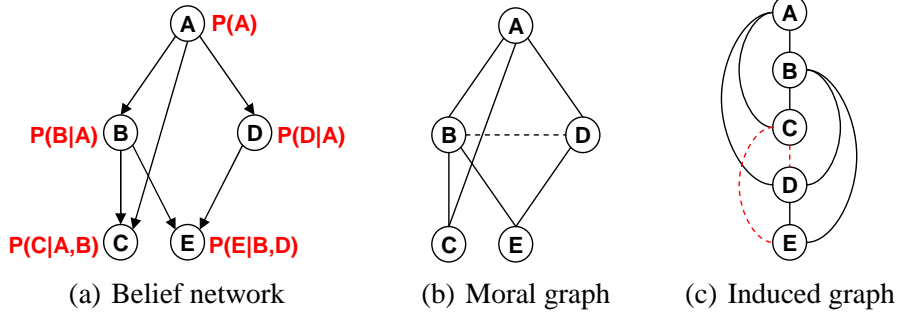 A P(A)
P(B|A) B D P(D|A)
P(C|A,B) C E P(E|B,D)
(a) Belief network
A
B D
C E
(b) Moral graph
A
B
C
D
E
(c) Induced graph